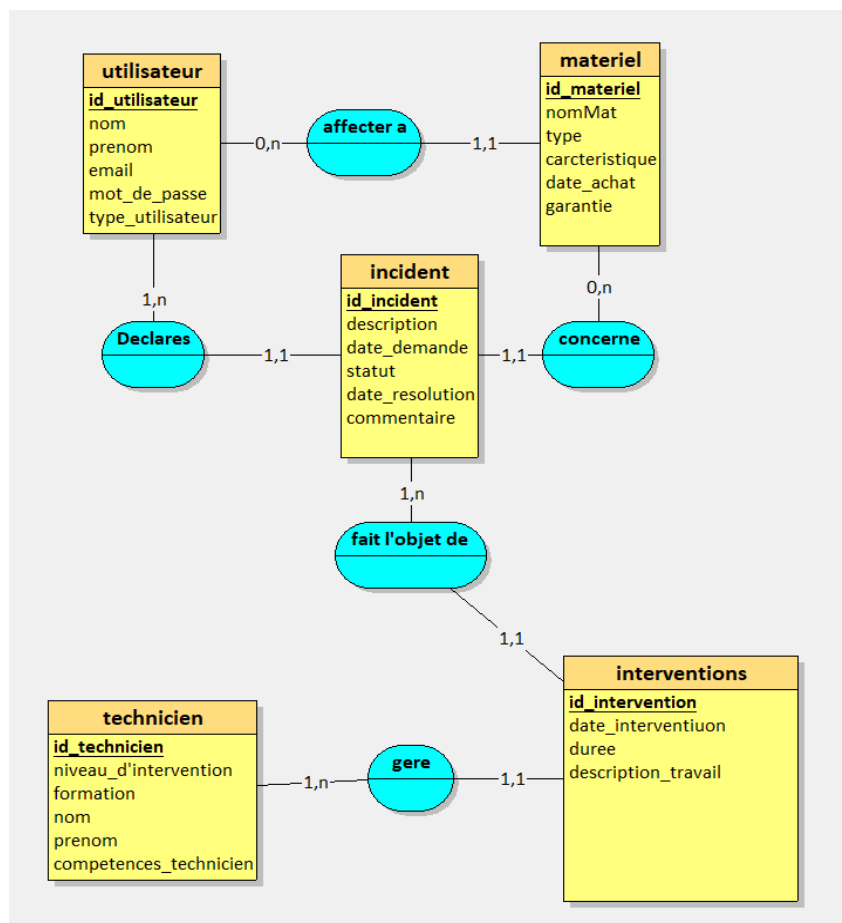 utilisateur
id_utilisateur
nom
prenom
email
mot_de_passe
type_utilisateur
0,n
affecter a
1,1
materiel
id_materiel
nomMat
type
carcteristique
date_achat
garantie
1,n
Declares
1,1
incident
id_incident
description
date_demande
statut
date_resolution
commentaire
1,1
concerne
0,n
1,n
fait l'objet de
1,1
interventions
id_intervention
date_interventiuon
duree
description_travail
technicien
id_technicien
niveau_d'intervention
formation
nom
prenom
competences_technicien
1,n
gere
1,1